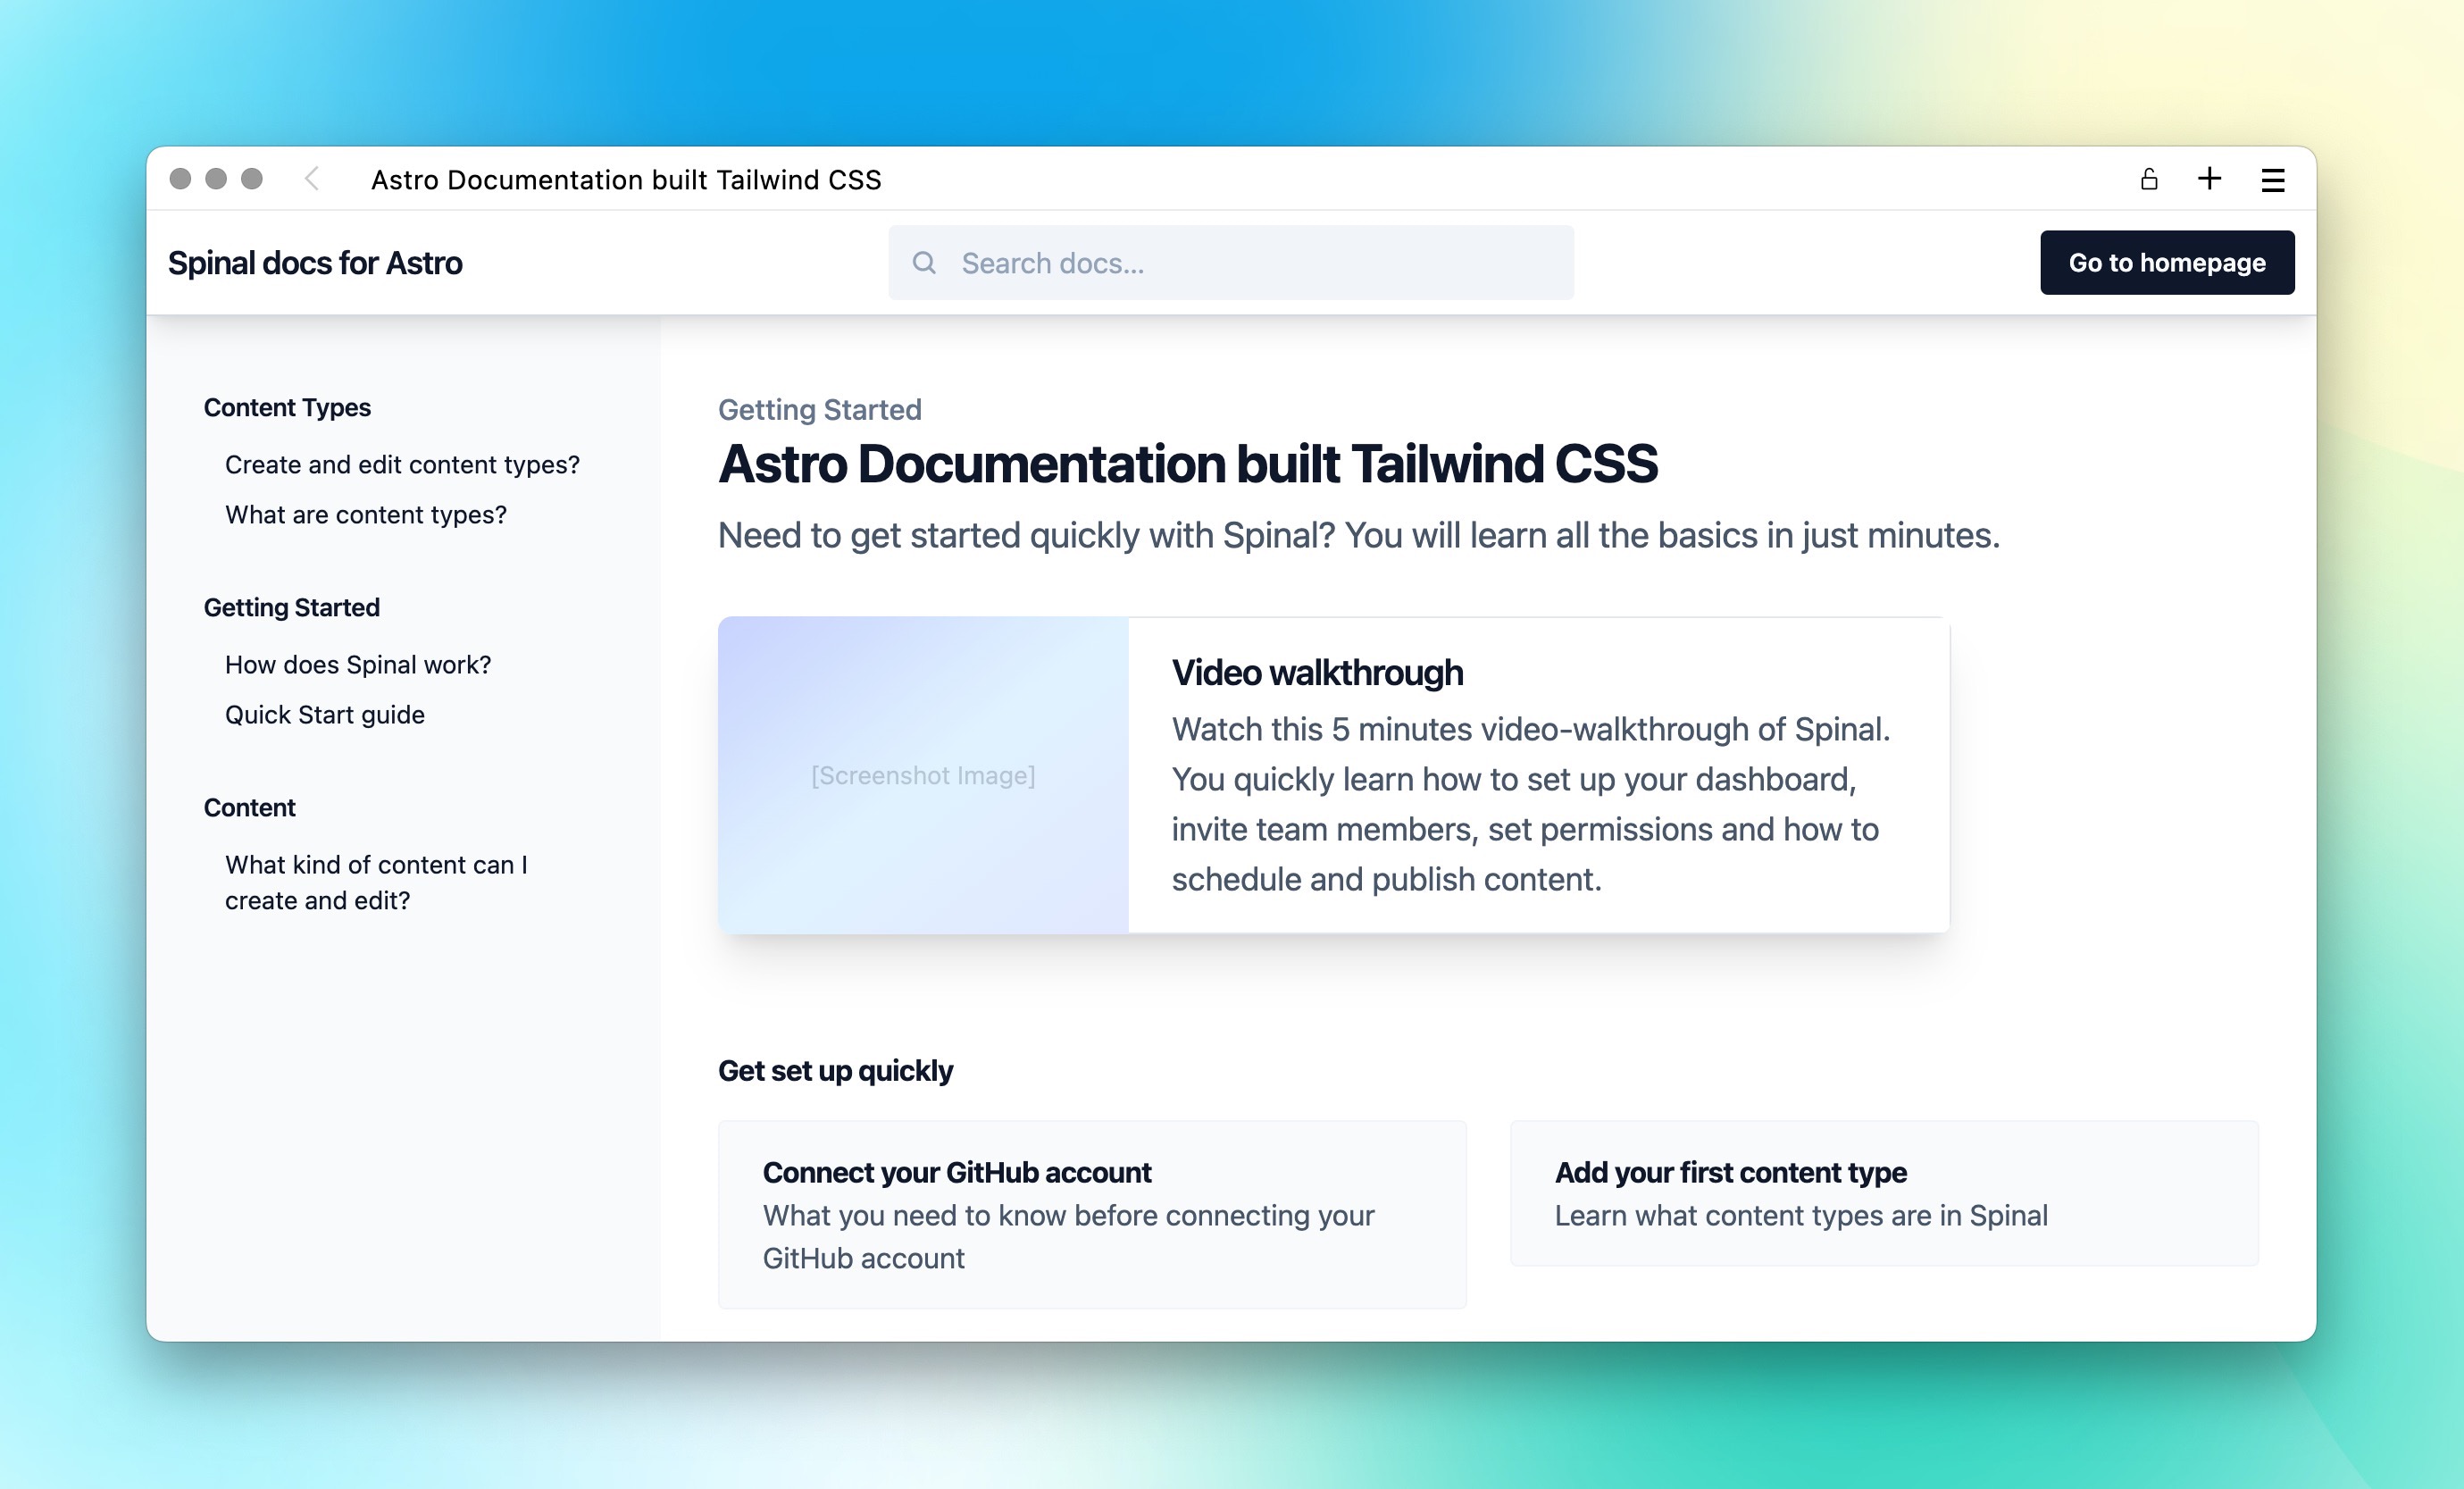 Astro Documentation built Tailwind CSS
Spinal docs for Astro
Search docs...
Go to homepage
Content Types
Create and edit content types?
What are content types?
Getting Started
How does Spinal work?
Quick Start guide
Content
What kind of content can I
create and edit?
Getting Started
Astro Documentation built Tailwind CSS
Need to get started quickly with Spinal? You will learn all the basics in just minutes.
[Screenshot Image]
Video walkthrough
Watch this 5 minutes video-walkthrough of Spinal.
You quickly learn how to set up your dashboard,
invite team members, set permissions and how to
schedule and publish content.
Get set up quickly
Connect your GitHub account
What you need to know before connecting your
GitHub account
Add your first content type
Learn what content types are in Spinal